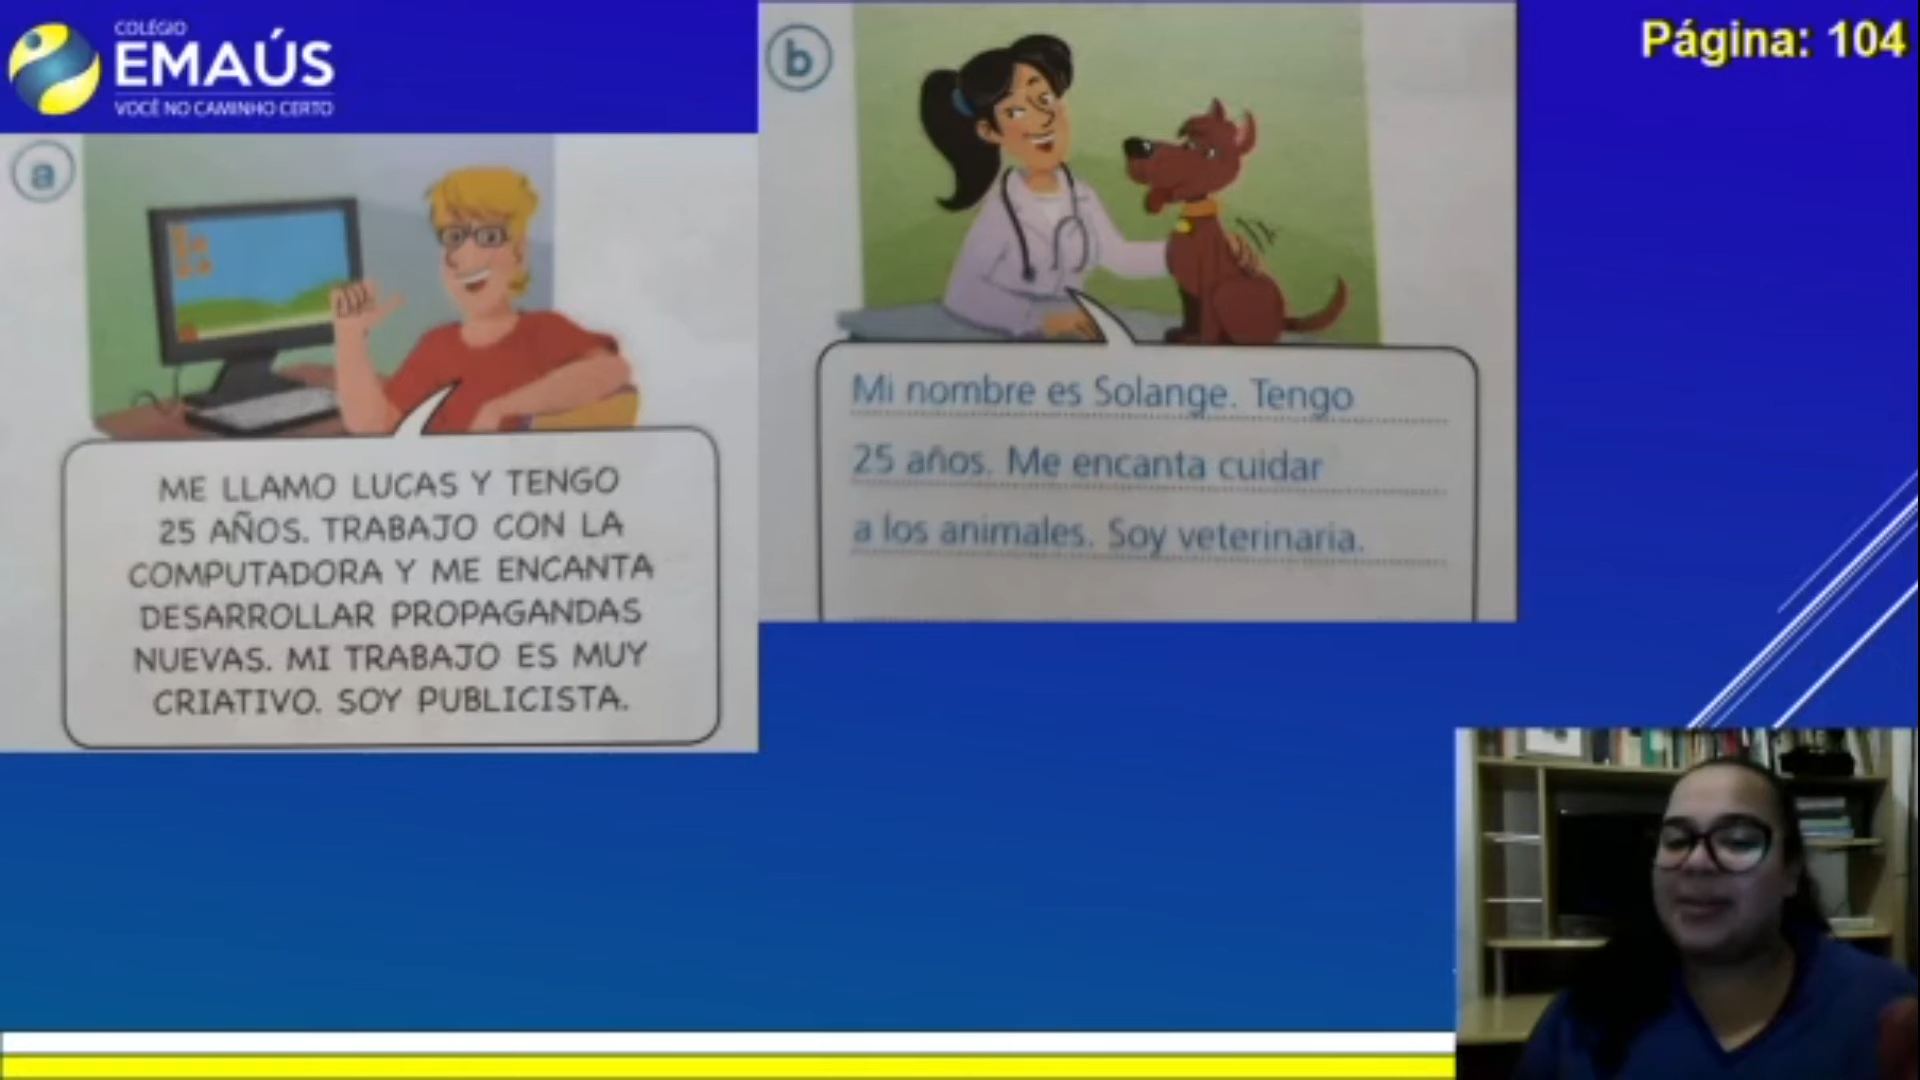 COLÉGIO
EMAÚS
VOCÊ NO CAMINHO CERTO
Página: 104
a
ME LLAMO LUCAS Y TENGO
25 AÑOS. TRABAJO CON LA
COMPUTADORA Y ME ENCANTA
DESARROLLAR PROPAGANDAS
NUEVAS. MI TRABAJO ES MUY
CRIATIVO. SOY PUBLICISTA.
b
Mi nombre es Solange. Tengo
25 años. Me encanta cuidar
a los animales. Soy veterinaria.